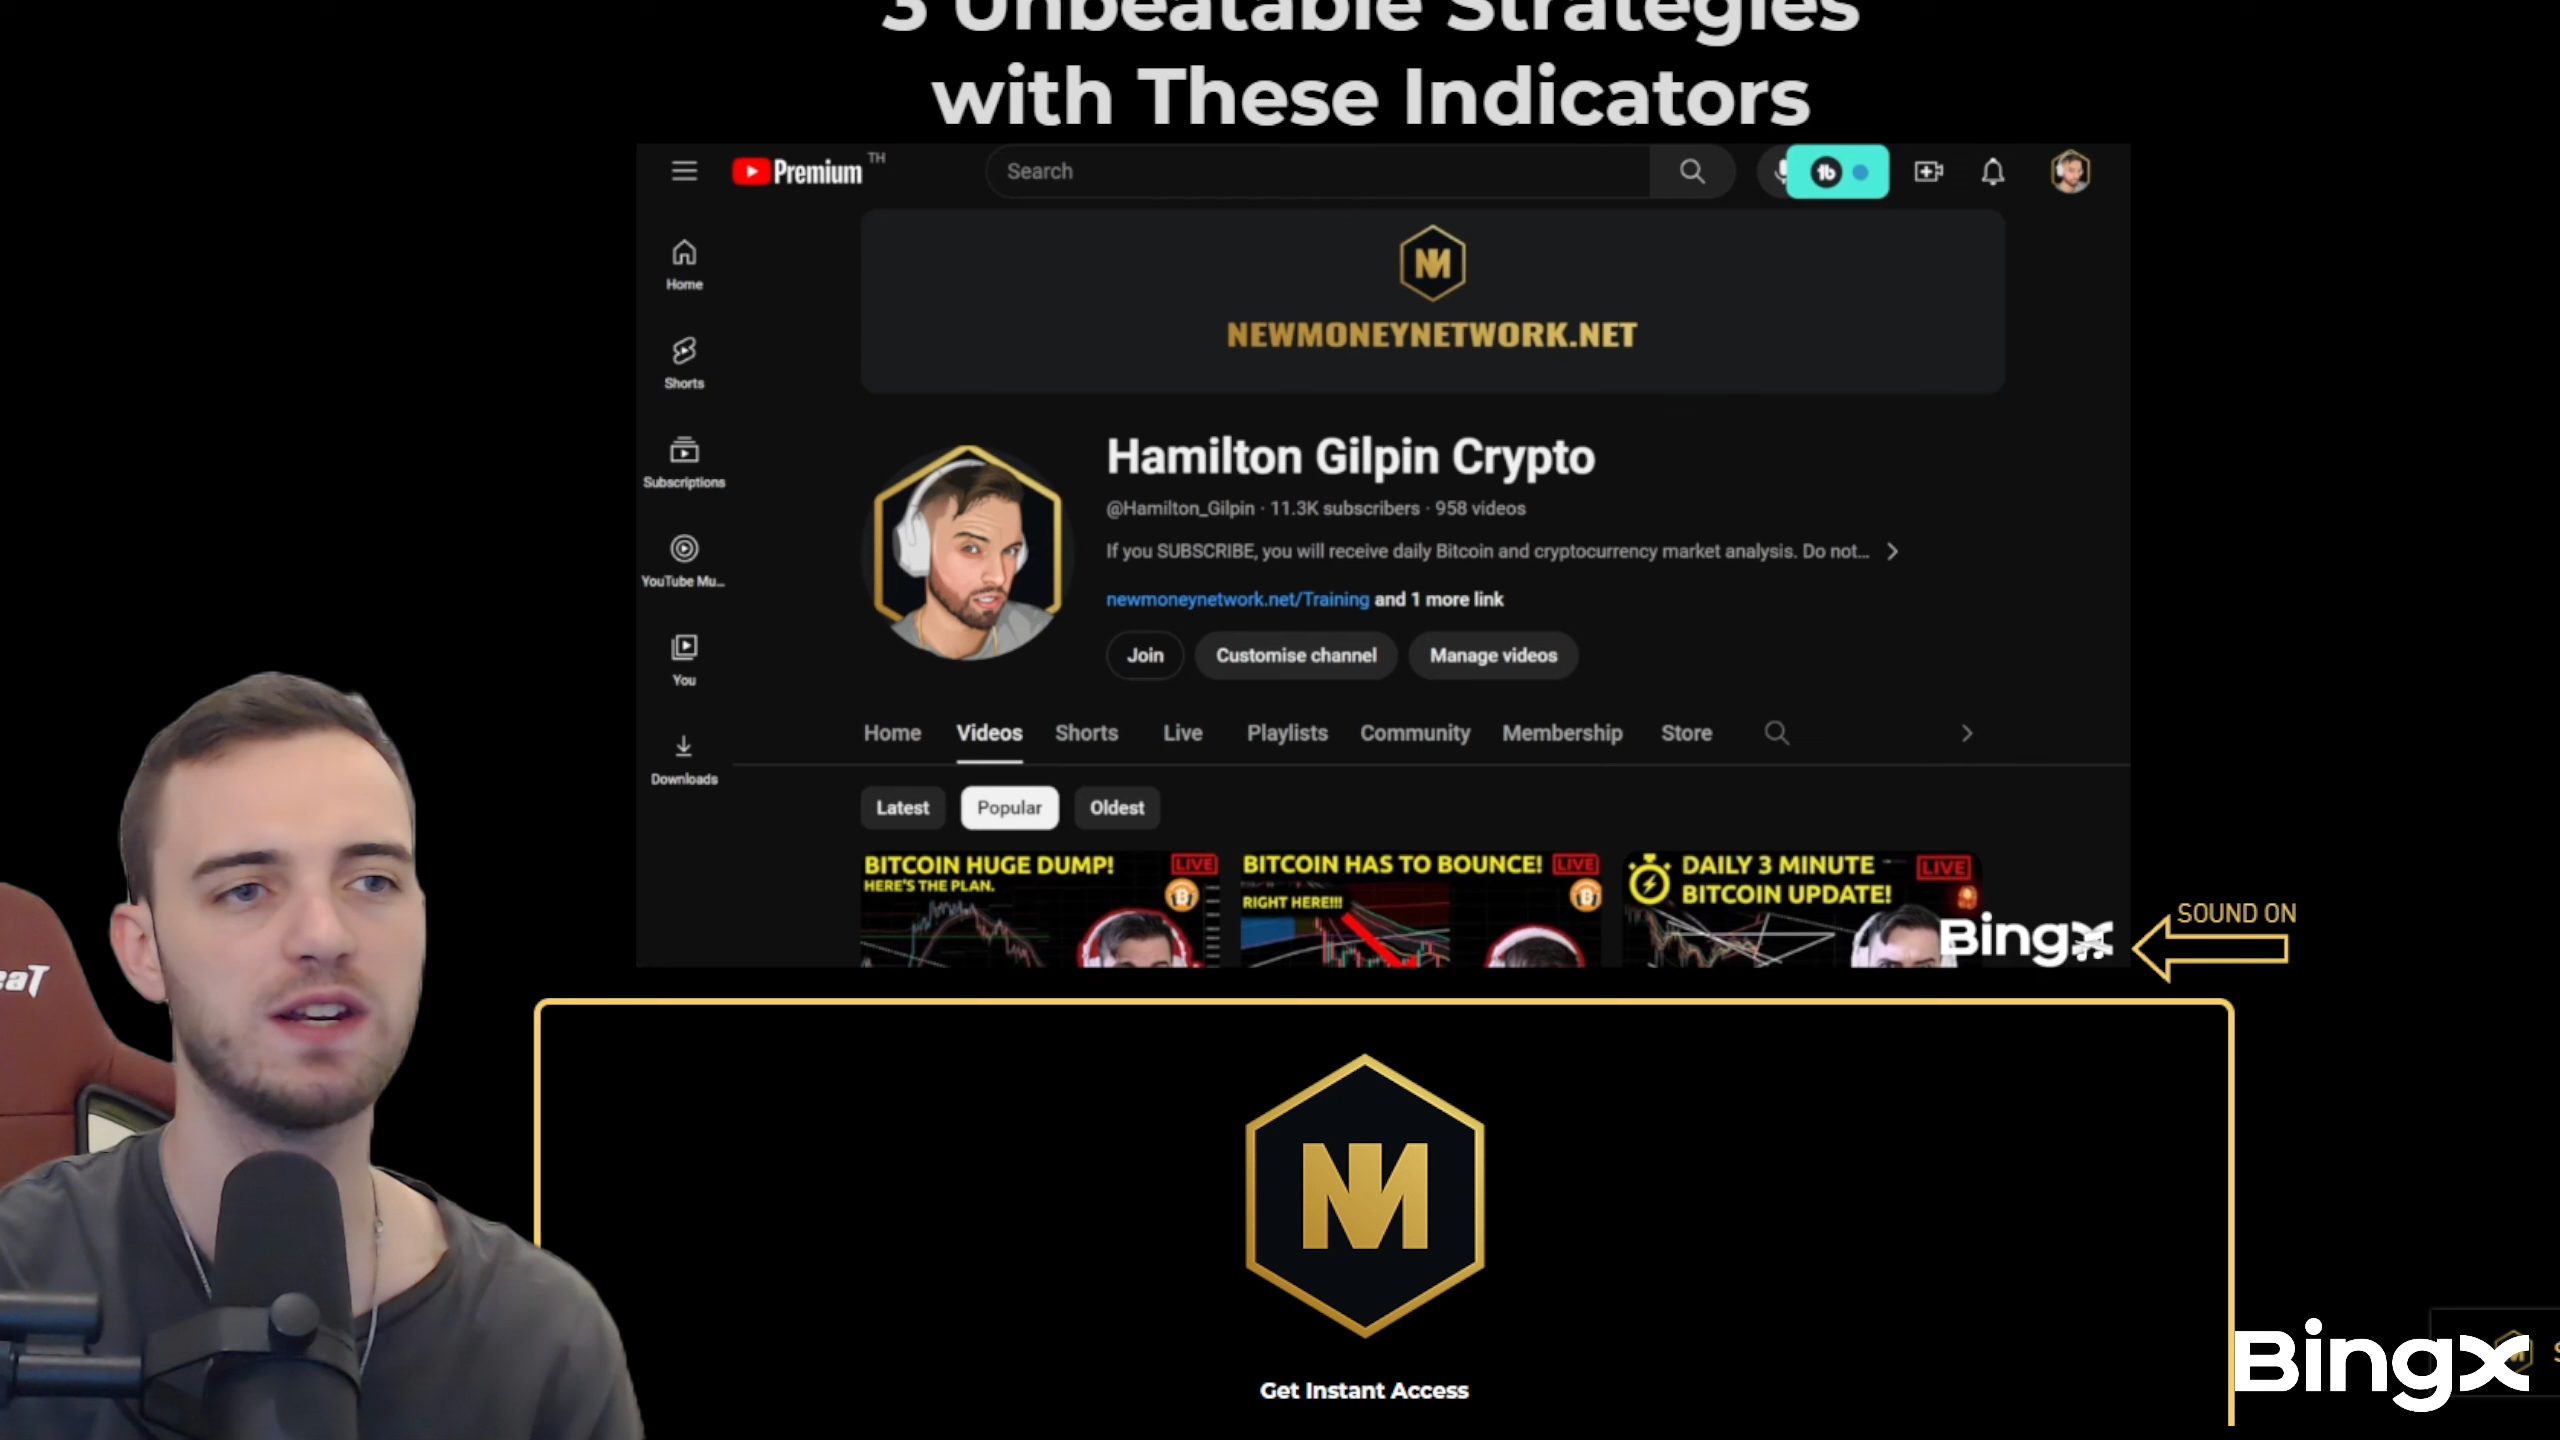 3 Unbeatable Strategies
with These Indicators
Premium TH
Search
Home
Shorts
Subscriptions
YouTube Mu...
You
Downloads
NM
NEWMONEYNETWORK.NET
Hamilton Gilpin Crypto
@Hamilton_Gilpin · 11.3K subscribers · 958 videos
If you SUBSCRIBE, you will receive daily Bitcoin and cryptocurrency market analysis. Do not...
newmoneynetwork.net/Training and 1 more link
Join Customise channel Manage videos
Home Videos Shorts Live Playlists Community Membership Store
Latest Popular Oldest
BITCOIN HUGE DUMP! LIVE
HERE'S THE PLAN.
BITCOIN HAS TO BOUNCE! LIVE
RIGHT HERE!!!
DAILY 3 MINUTE LIVE
BITCOIN UPDATE!
BingX
SOUND ON
NM
Get Instant Access
BingX